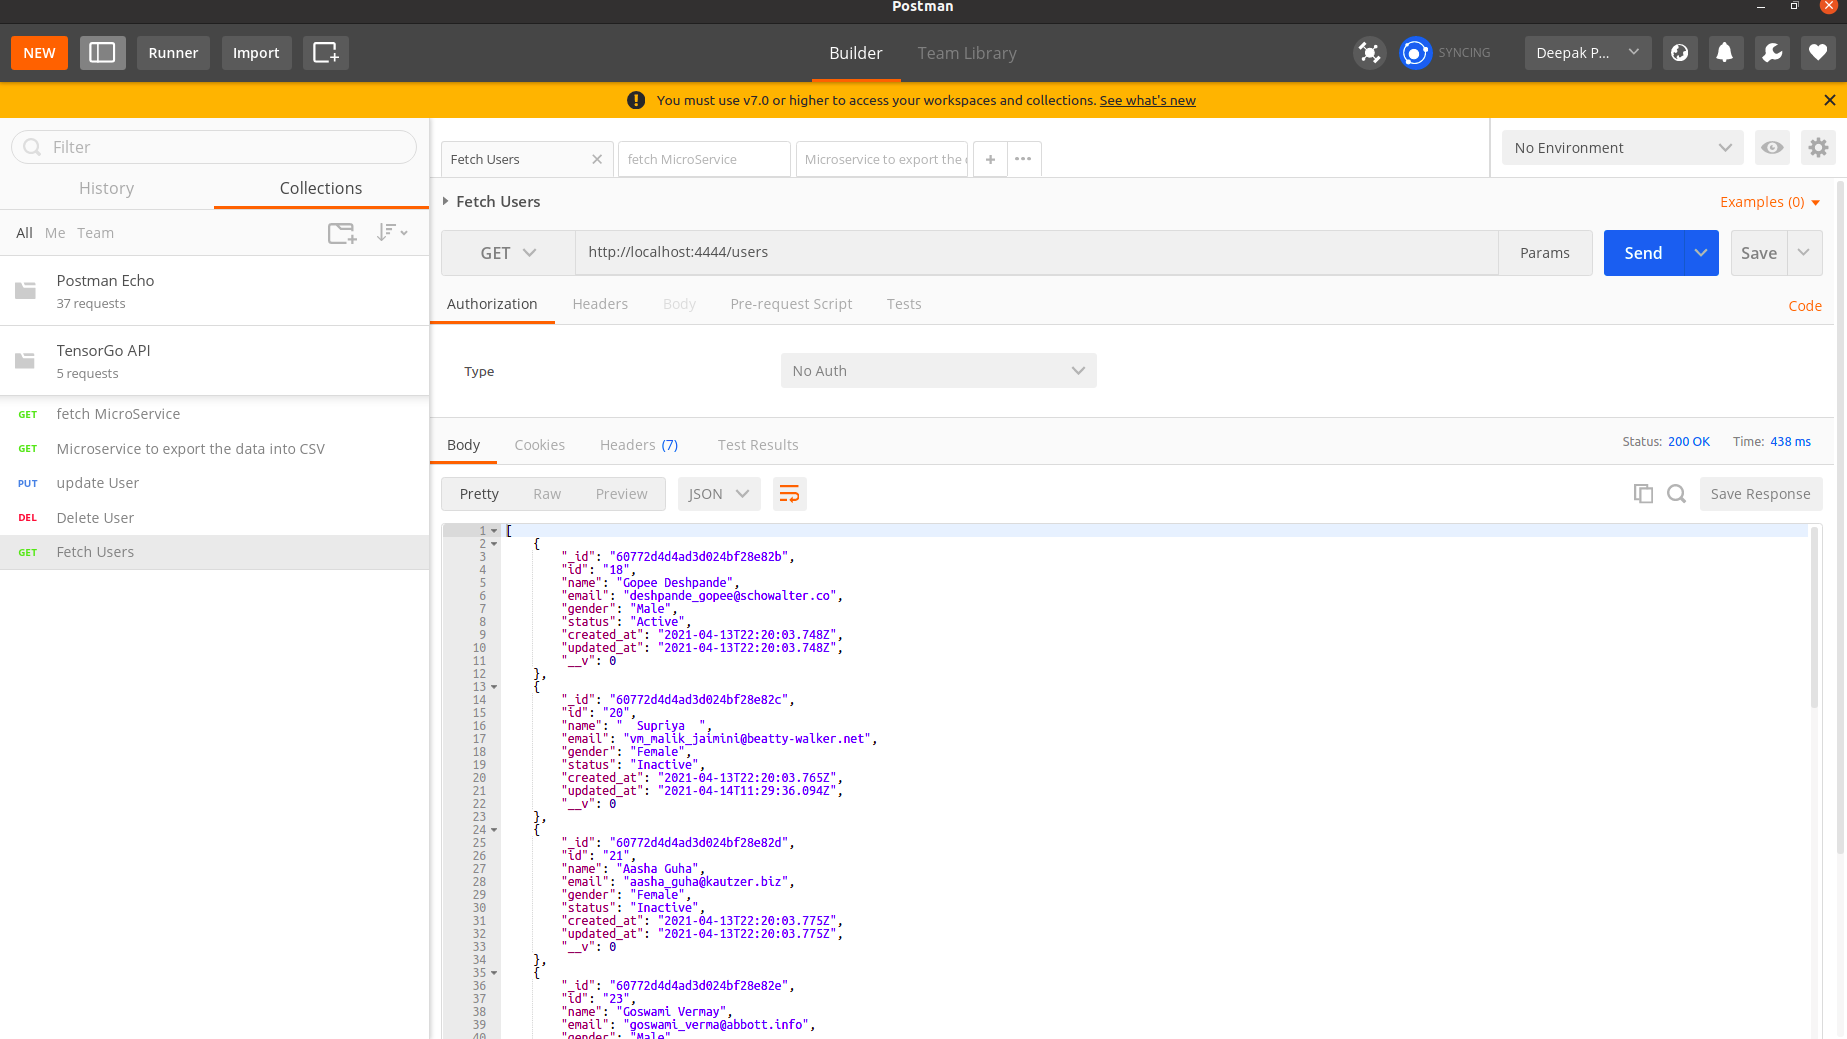 Postman
NEW
Runner
Import
Builder
Team Library
SYNCING
Deepak P...
You must use v7.0 or higher to access your workspaces and collections. See what's new
Filter
History
Collections
All Me Team
Postman Echo
37 requests
TensorGo API
5 requests
GET fetch MicroService
GET Microservice to export the data into CSV
PUT update User
DEL Delete User
GET Fetch Users
Fetch Users
fetch MicroService
Microservice to export the
+
...
No Environment
Fetch Users
Examples (0)
GET
http://localhost:4444/users
Params
Send
Save
Authorization
Headers
Body
Pre-request Script
Tests
Code
Type
No Auth
Body
Cookies
Headers (7)
Test Results
Status: 200 OK
Time: 438 ms
Pretty
Raw
Preview
JSON
Save Response
1 [
2 {
3 "_id": "60772d4d4ad3d024bf28e82b",
4 "id": "18",
5 "name": "Gopee Deshpande",
6 "email": "deshpande_gopee@schowalter.co",
7 "gender": "Male",
8 "status": "Active",
9 "created_at": "2021-04-13T22:20:03.748Z",
10 "updated_at": "2021-04-13T22:20:03.748Z",
11 "__v": 0
12 },
13 {
14 "_id": "60772d4d4ad3d024bf28e82c",
15 "id": "20",
16 "name": "  Supriya  ",
17 "email": "vm_malik_jaimini@beatty-walker.net",
18 "gender": "Female",
19 "status": "Inactive",
20 "created_at": "2021-04-13T22:20:03.765Z",
21 "updated_at": "2021-04-14T11:29:36.094Z",
22 "__v": 0
23 },
24 {
25 "_id": "60772d4d4ad3d024bf28e82d",
26 "id": "21",
27 "name": "Aasha Guha",
28 "email": "aasha_guha@kautzer.biz",
29 "gender": "Female",
30 "status": "Inactive",
31 "created_at": "2021-04-13T22:20:03.775Z",
32 "updated_at": "2021-04-13T22:20:03.775Z",
33 "__v": 0
34 },
35 {
36 "_id": "60772d4d4ad3d024bf28e82e",
37 "id": "23",
38 "name": "Goswami Vermay",
39 "email": "goswami_verma@abbott.info",
40 "gender": "Male"